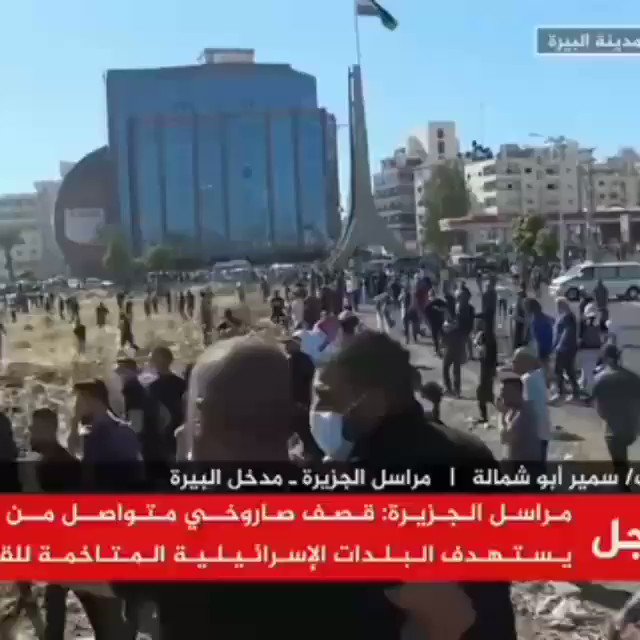 مدينة البيرة
سمير أبو شمالة | مراسل الجزيرة - مدخل البيرة
مراسل الجزيرة: قصف صاروخي متواصل من
يستهدف البلدات الإسرائيلية المتاخمة